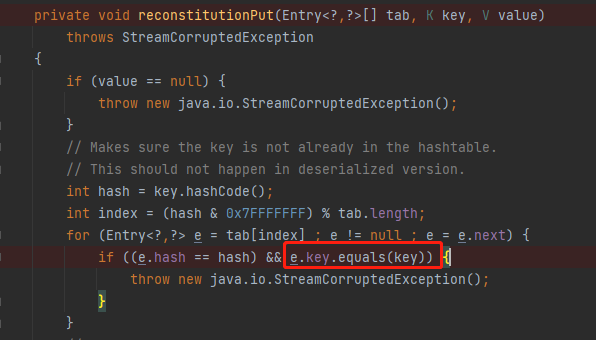 private void reconstitutionPut(Entry<?,?>[] tab, K key, V value)
throws StreamCorruptedException
{
if (value == null) {
throw new java.io.StreamCorruptedException();
}
// Makes sure the key is not already in the hashtable.
// This should not happen in deserialized version.
int hash = key.hashCode();
int index = (hash & 0x7FFFFFFF) % tab.length;
for (Entry<?,?> e = tab[index] ; e != null ; e = e.next) {
if ((e.hash == hash) && e.key.equals(key)) {
throw new java.io.StreamCorruptedException();
}
}